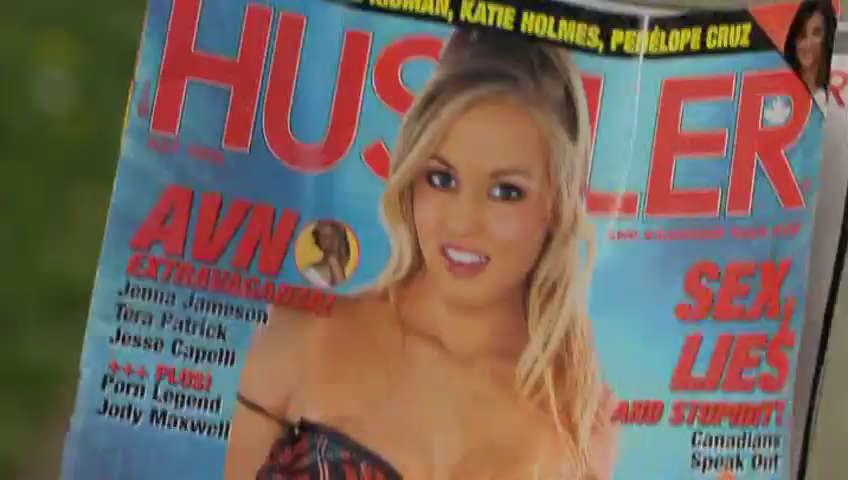 KIDMAN, KATIE HOLMES, PENÉLOPE CRUZ
HUSTLER
AVN
EXTRAVAGANZA!
Jenna Jameson
Tera Patrick
Jesse Capelli
+++ PLUS!
Porn Legend
Jody Maxwell
SEX,
LIES
AND STUPIDITY
Canadians
Speak Out